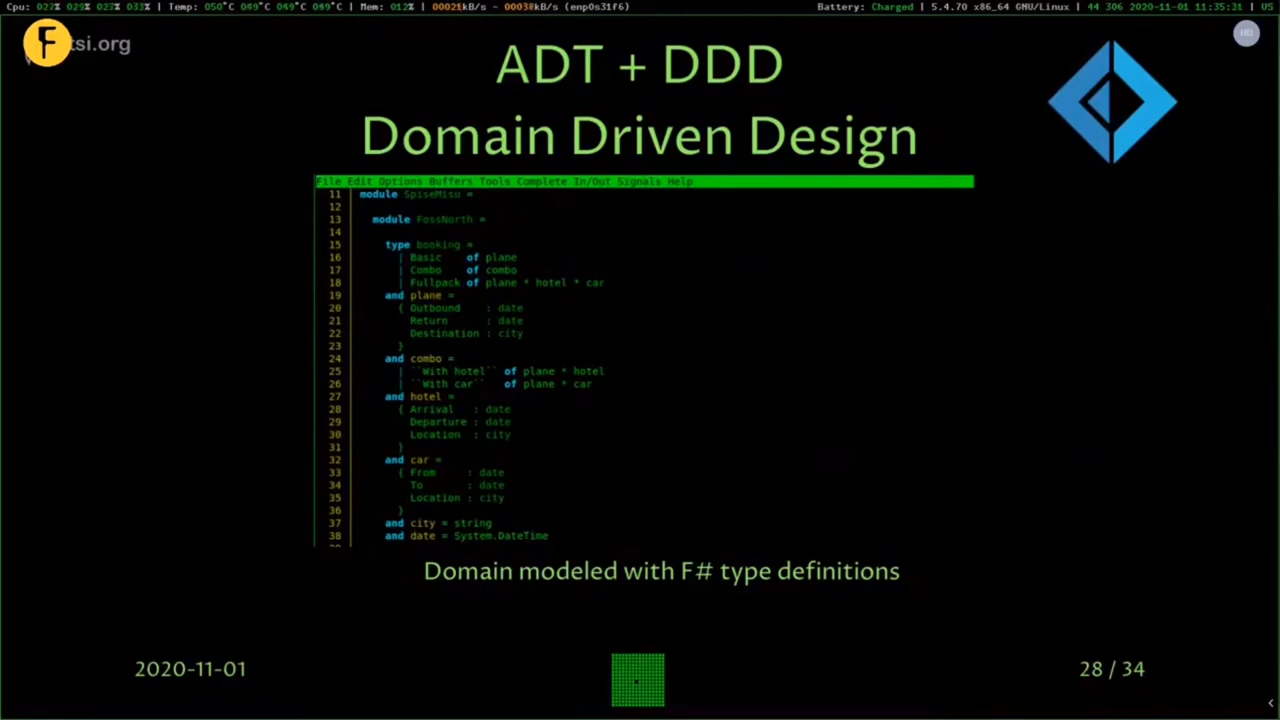 Cpu: 027% 029% 027% 033% | Temp: 050°C 049°C 049°C 049°C | Mem: 012% | 00021kB/s ~ 00037kB/s (enp0s31f6)
Battery: Charged | 5.4.70 x86_64 GNU/Linux | 44 306 2020-11-01 11:35:31 | US
tsi.org
HD
ADT + DDD
Domain Driven Design
File Edit Options Buffers Tools Complete In/Out Signals Help
11 module SpiseMisu =
12
13 module FossNorth =
14
15 type booking =
16 | Basic of plane
17 | Combo of combo
18 | Fullpack of plane * hotel * car
19 and plane =
20 { Outbound : date
21 Return : date
22 Destination : city
23 }
24 and combo =
25 | ``With hotel`` of plane * hotel
26 | ``With car`` of plane * car
27 and hotel =
28 { Arrival : date
29 Departure : date
30 Location : city
31 }
32 and car =
33 { From : date
34 To : date
35 Location : city
36 }
37 and city = string
38 and date = System.DateTime
Domain modeled with F# type definitions
2020-11-01
28 / 34